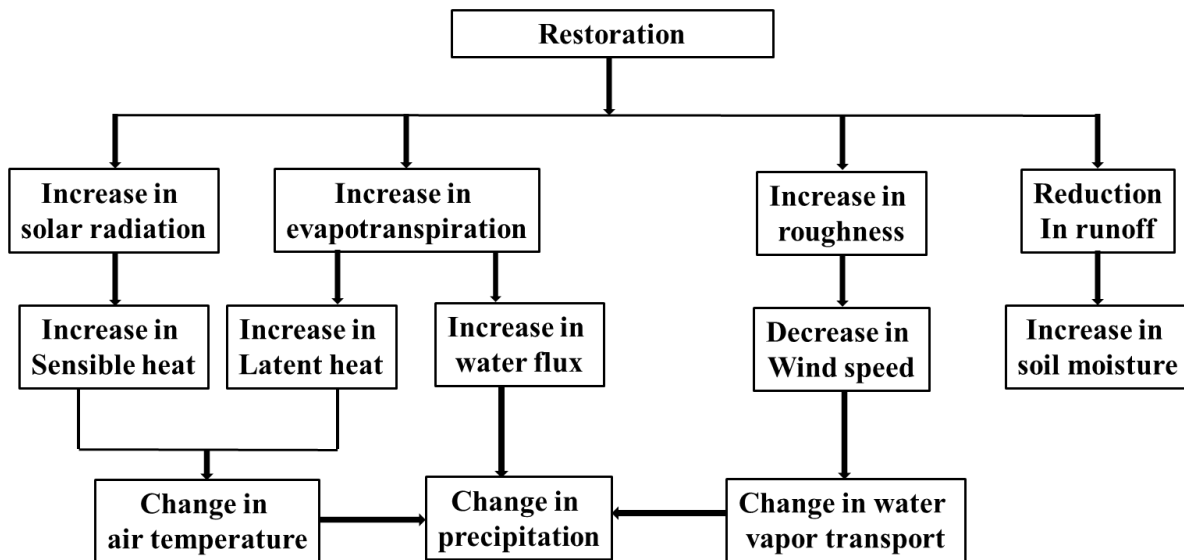 Restoration
Increase in
solar radiation
Increase in
evapotranspiration
Increase in
roughness
Reduction
In runoff
Increase in
Sensible heat
Increase in
Latent heat
Increase in
water flux
Decrease in
Wind speed
Increase in
soil moisture
Change in
air temperature
Change in
precipitation
Change in water
vapor transport